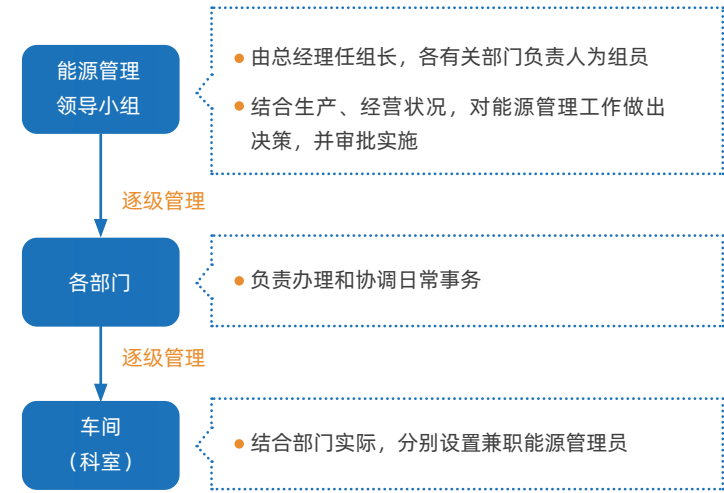 能源管理
领导小组
由总经理任组长，各有关部门负责人为组员
结合生产、经营状况，对能源管理工作做出
决策，并审批实施
逐级管理
各部门
负责办理和协调日常事务
逐级管理
车间
（科室）
结合部门实际，分别设置兼职能源管理员